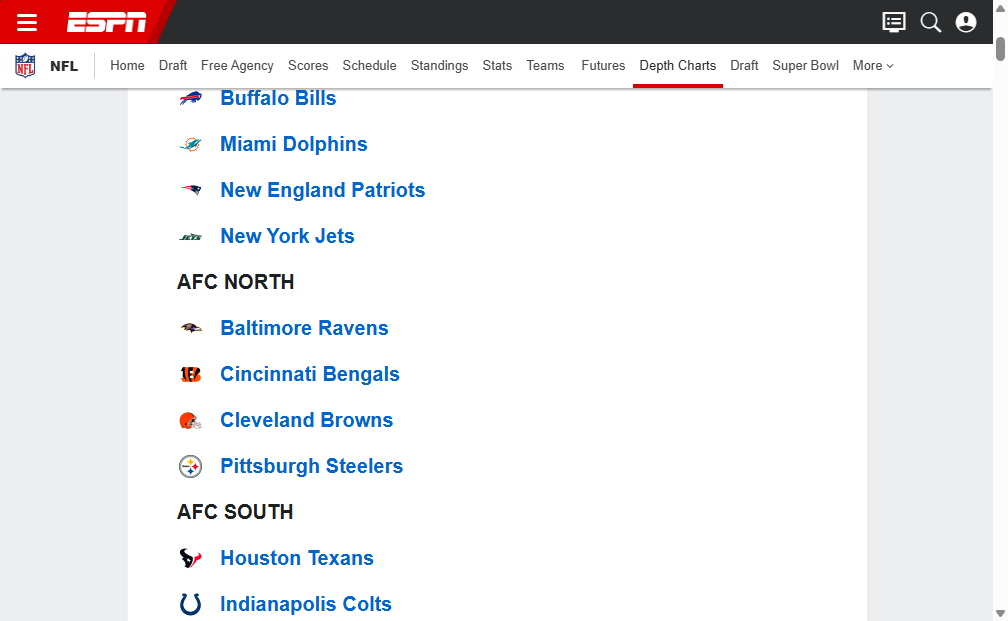 ESPN
NFL NFL Home Draft Free Agency Scores Schedule Standings Stats Teams Futures Depth Charts Draft Super Bowl More
Buffalo Bills
Miami Dolphins
New England Patriots
JETS New York Jets
AFC NORTH
Baltimore Ravens
Cincinnati Bengals
Cleveland Browns
Pittsburgh Steelers
AFC SOUTH
Houston Texans
Indianapolis Colts